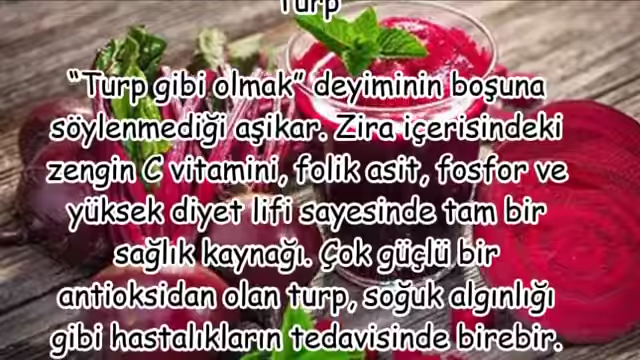 Turp
“Turp gibi olmak” deyiminin boşuna
söylenmediği aşikar. Zira içerisindeki
zengin C vitamini, folik asit, fosfor ve
yüksek diyet lifi sayesinde tam bir
sağlık kaynağı. Çok güçlü bir
antioksidan olan turp, soğuk algınlığı
gibi hastalıkların tedavisinde birebir.